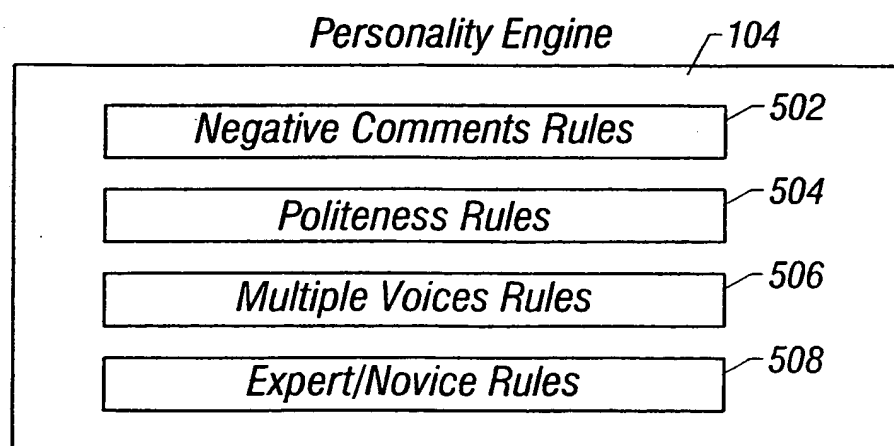 Personality Engine 104
Negative Comments Rules 502
Politeness Rules 504
Multiple Voices Rules 506
Expert/Novice Rules 508